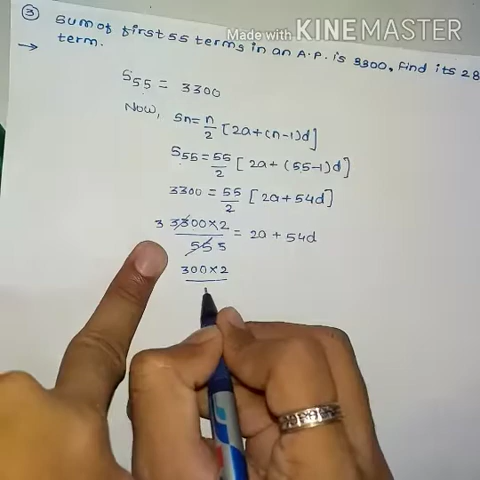 Made with KINEMASTER
③ Sum of first 55 terms in an A.P. is 3300, Find its 28
→ term.
S₅₅ = 3300
Now, Sn = n/2 [2a+(n-1)d]
S₅₅ = 55/2 [2a + (55-1)d]
3300 = 55/2 [2a + 54d]
3 3300×2 / 55 5 = 2a + 54d
300×2